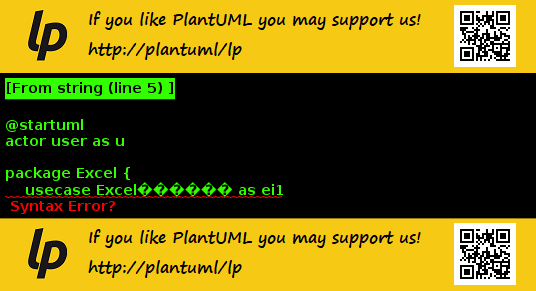 lp
If you like PlantUML you may support us!
http://plantuml/lp
[From string (line 5) ]
@startuml
actor user as u
package Excel {
usecase Excel������ as ei1
Syntax Error?
lp
If you like PlantUML you may support us!
http://plantuml/lp